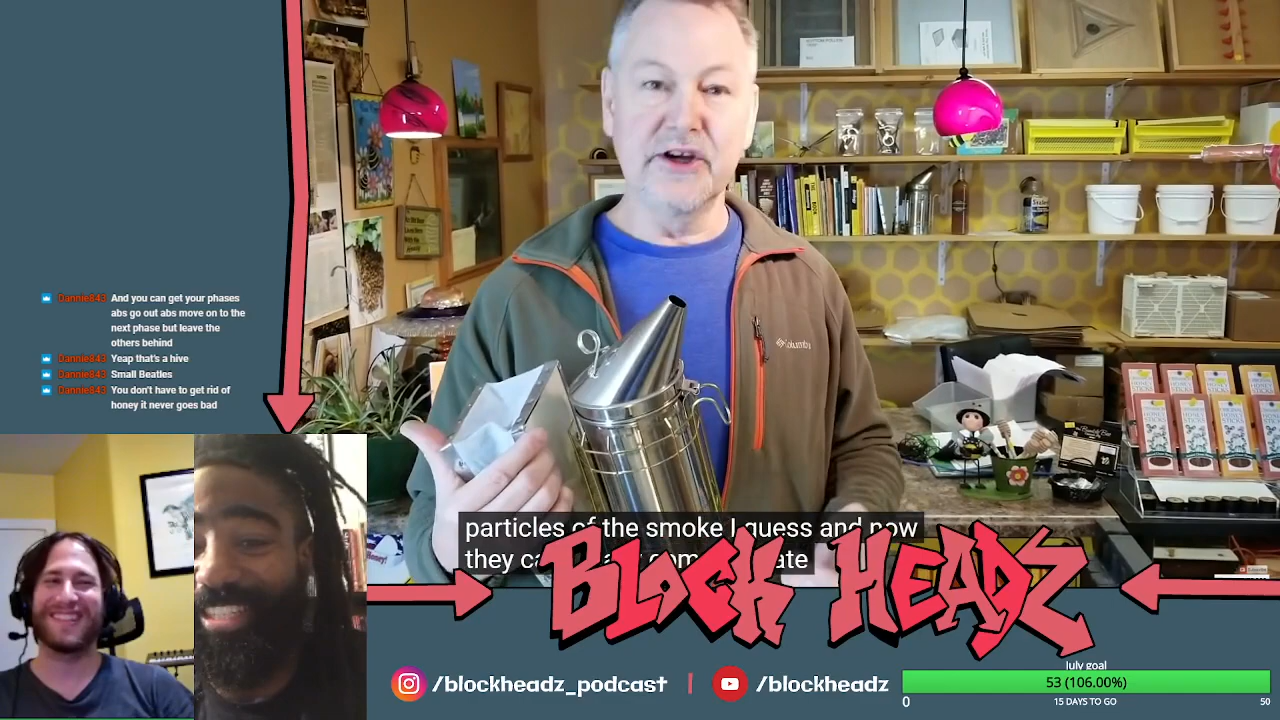 Dannie843 And you can get your phases
abs go out abs move on to the
next phase but leave the
others behind
Dannie843 Yeap that's a hive
Dannie843 Small Beatles
Dannie843 You don't have to get rid of
honey it never goes bad
Columbia
HONEY
STICKS
particles of the smoke I guess and now
BLOCK HEADZ
/blockheadz_podcast | /blockheadz
July goal
53 (106.00%)
0 15 DAYS TO GO 50